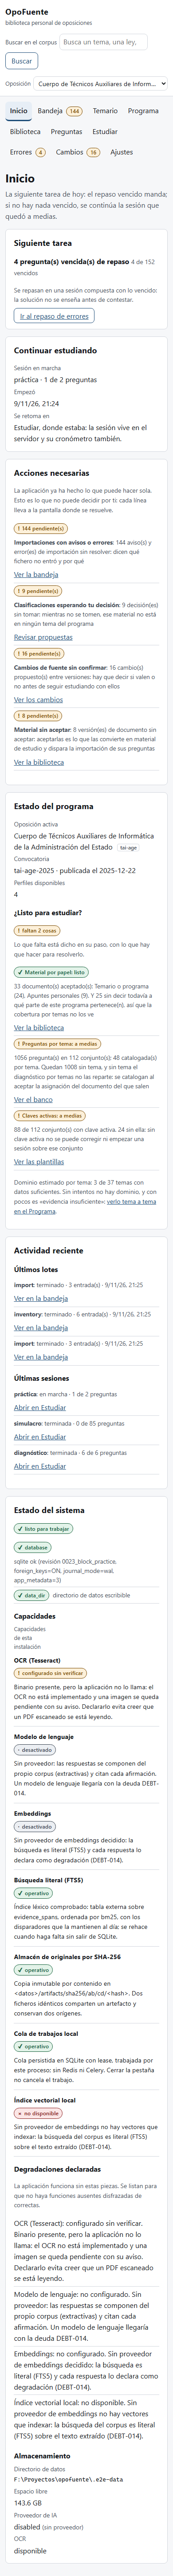 OpoFuente
biblioteca personal de oposiciones
Buscar en el corpus
Busca un tema, una ley,
Buscar
Oposición
Cuerpo de Técnicos Auxiliares de Inform…
Inicio
Bandeja 144
Temario
Programa
Biblioteca
Preguntas
Estudiar
Errores 4
Cambios 16
Ajustes
Inicio
La siguiente tarea de hoy: el repaso vencido manda; si no hay nada vencido, se continúa la sesión que quedó a medias.
Siguiente tarea
4 pregunta(s) vencida(s) de repaso 4 de 152 vencidos
Se repasan en una sesión compuesta con lo vencido: la solución no se enseña antes de contestar.
Ir al repaso de errores
Continuar estudiando
Sesión en marcha
práctica · 1 de 2 preguntas
Empezó
9/11/26, 21:24
Se retoma en
Estudiar, donde estaba: la sesión vive en el servidor y su cronómetro también.
Acciones necesarias
La aplicación ya ha hecho lo que puede hacer sola. Esto es lo que no puede decidir por ti: cada línea lleva a una pantalla donde se resuelve.
! 144 pendiente(s)
Importaciones con avisos o errores: 144 aviso(s) y error(es) de importación sin resolver: dicen qué fichero no entró y por qué
Ver la bandeja
! 9 pendiente(s)
Clasificaciones esperando tu decisión: 9 decisión(es) sin tomar: mientras no se tomen, ese material no está en ningún tema del programa
Revisar propuestas
! 16 pendiente(s)
Cambios de fuente sin confirmar: 16 cambio(s) propuesto(s) entre versiones: hay que decir si valen o no antes de seguir estudiando con ellos
Ver los cambios
! 8 pendiente(s)
Material sin aceptar: 8 versión(es) de documento sin aceptar: aceptarlas es lo que las convierte en material de estudio y dispara la importación de sus preguntas
Ver la biblioteca
Estado del programa
Oposición activa
Cuerpo de Técnicos Auxiliares de Informática de la Administración del Estado tai-age
Convocatoria
tai-age-2025 · publicada el 2025-12-22
Perfiles disponibles
4
¿Listo para estudiar?
! faltan 2 cosas
Lo que falta está dicho en su paso, con lo que hay que hacer para resolverlo.
✓ Material por papel: listo
33 documento(s) aceptado(s): Temario o programa (24), Apuntes personales (9). Y 25 sin decir todavía a qué parte de este programa pertenece(n), así que la cobertura por temas no los ve
Ver la biblioteca
! Preguntas por tema: a medias
1056 pregunta(s) en 112 conjunto(s): 48 catalogada(s) por tema. Quedan 1008 sin tema, y sin tema el diagnóstico por temas no las reparte: se catalogan al aceptar la asignación del documento del que salen
Ver el banco
! Claves activas: a medias
88 de 112 conjunto(s) con clave activa. 24 sin ella: sin clave activa no se puede corregir ni empezar una sesión sobre ese conjunto
Ver las plantillas
Dominio estimado por tema: 3 de 37 temas con datos suficientes. Sin intentos no hay dominio, y con pocos es «evidencia insuficiente»: verlo tema a tema en el Programa.
Actividad reciente
Últimos lotes
import: terminado · 3 entrada(s) · 9/11/26, 21:25
Ver en la bandeja
inventory: terminado · 6 entrada(s) · 9/11/26, 21:25
Ver en la bandeja
import: terminado · 3 entrada(s) · 9/11/26, 21:25
Ver en la bandeja
Últimas sesiones
práctica: en marcha · 1 de 2 preguntas
Abrir en Estudiar
simulacro: terminada · 0 de 85 preguntas
Abrir en Estudiar
diagnóstico: terminada · 6 de 6 preguntas
Abrir en Estudiar
Estado del sistema
✓ listo para trabajar
✓ database
sqlite ok (revisión 0023_block_practice, foreign_keys=ON, journal_mode=wal, app_metadata=3)
✓ data_dir directorio de datos escribible
Capacidades
Capacidades de esta instalación
OCR (Tesseract)
! configurado sin verificar
Binario presente, pero la aplicación no lo llama: el OCR no está implementado y una imagen se queda pendiente con su aviso. Declararlo evita creer que un PDF escaneado se está leyendo.
Modelo de lenguaje
· desactivado
Sin proveedor: las respuestas se componen del propio corpus (extractivas) y citan cada afirmación. Un modelo de lenguaje llegaría con la deuda DEBT-014.
Embeddings
· desactivado
Sin proveedor de embeddings decidido: la búsqueda es literal (FTS5) y cada respuesta lo declara como degradación (DEBT-014).
Búsqueda literal (FTS5)
✓ operativo
Índice léxico comprobado: tabla externa sobre evidence_spans, ordenada por bm25, con los disparadores que la mantienen al día: se rehace cuando haga falta sin salir de SQLite.
Almacén de originales por SHA-256
✓ operativo
Copia inmutable por contenido en <datos>/artifacts/sha256/ab/cd/<hash>. Dos ficheros idénticos comparten un artefacto y conservan dos orígenes.
Cola de trabajos local
✓ operativo
Cola persistida en SQLite con lease, trabajada por este proceso; sin Redis ni Celery. Cerrar la pestaña no cancela el trabajo.
Índice vectorial local
× no disponible
Sin proveedor de embeddings no hay vectores que indexar: la búsqueda del corpus es literal (FTS5) sobre el texto extraído (DEBT-014).
Degradaciones declaradas
La aplicación funciona sin estas piezas. Se listan para que no haya funciones ausentes disfrazadas de correctas.
OCR (Tesseract): configurado sin verificar. Binario presente, pero la aplicación no lo llama: el OCR no está implementado y una imagen se queda pendiente con su aviso. Declararlo evita creer que un PDF escaneado se está leyendo.
Modelo de lenguaje: no configurado. Sin proveedor: las respuestas se componen del propio corpus (extractivas) y citan cada afirmación. Un modelo de lenguaje llegaría con la deuda DEBT-014.
Embeddings: no configurado. Sin proveedor de embeddings decidido: la búsqueda es literal (FTS5) y cada respuesta lo declara como degradación (DEBT-014).
Índice vectorial local: no disponible. Sin proveedor de embeddings no hay vectores que indexar: la búsqueda del corpus es literal (FTS5) sobre el texto extraído (DEBT-014).
Almacenamiento
Directorio de datos
F:\Proyectos\opofuente\.e2e-data
Espacio libre
143.6 GB
Proveedor de IA
disabled (sin proveedor)
OCR
disponible